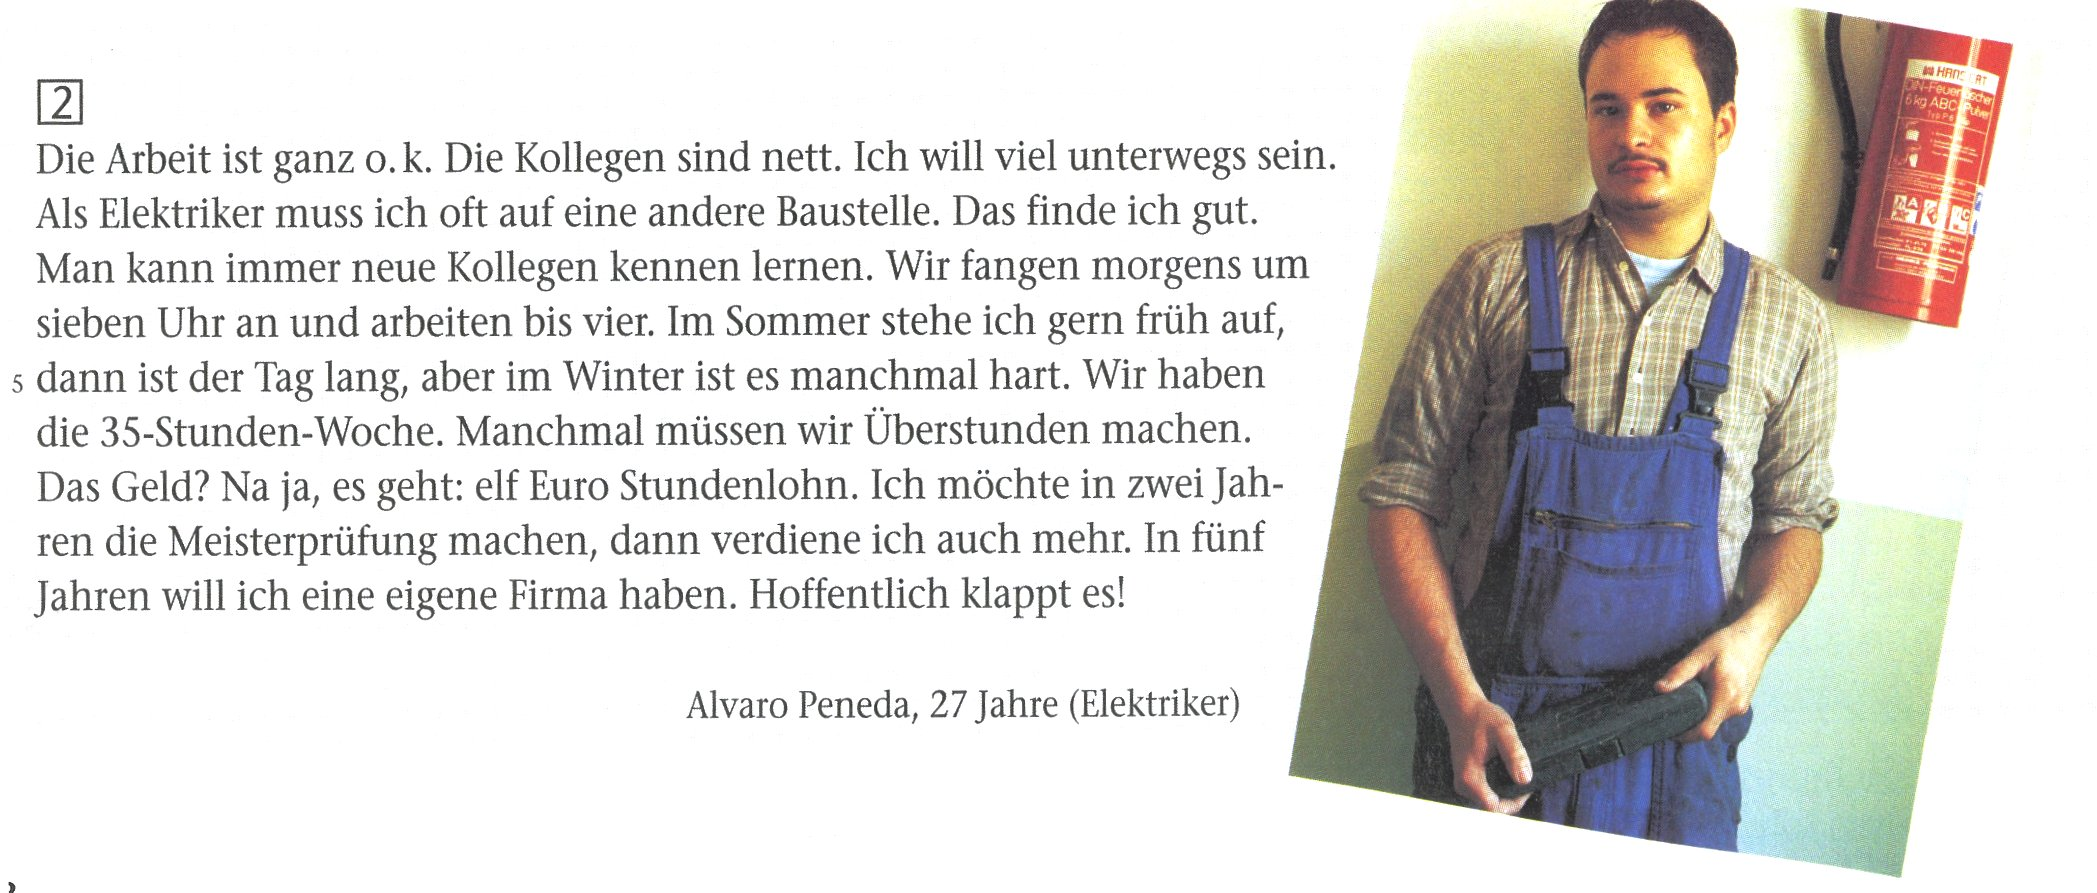 2
Die Arbeit ist ganz o. k. Die Kollegen sind nett. Ich will viel unterwegs sein.
Als Elektriker muss ich oft auf eine andere Baustelle. Das finde ich gut.
Man kann immer neue Kollegen kennen lernen. Wir fangen morgens um
sieben Uhr an und arbeiten bis vier. Im Sommer stehe ich gern früh auf,
5 dann ist der Tag lang, aber im Winter ist es manchmal hart. Wir haben
die 35-Stunden-Woche. Manchmal müssen wir Überstunden machen.
Das Geld? Na ja, es geht: elf Euro Stundenlohn. Ich möchte in zwei Jah-
ren die Meisterprüfung machen, dann verdiene ich auch mehr. In fünf
Jahren will ich eine eigene Firma haben. Hoffentlich klappt es!
Alvaro Peneda, 27 Jahre (Elektriker)
6 kg ABC-Pulver
A
C